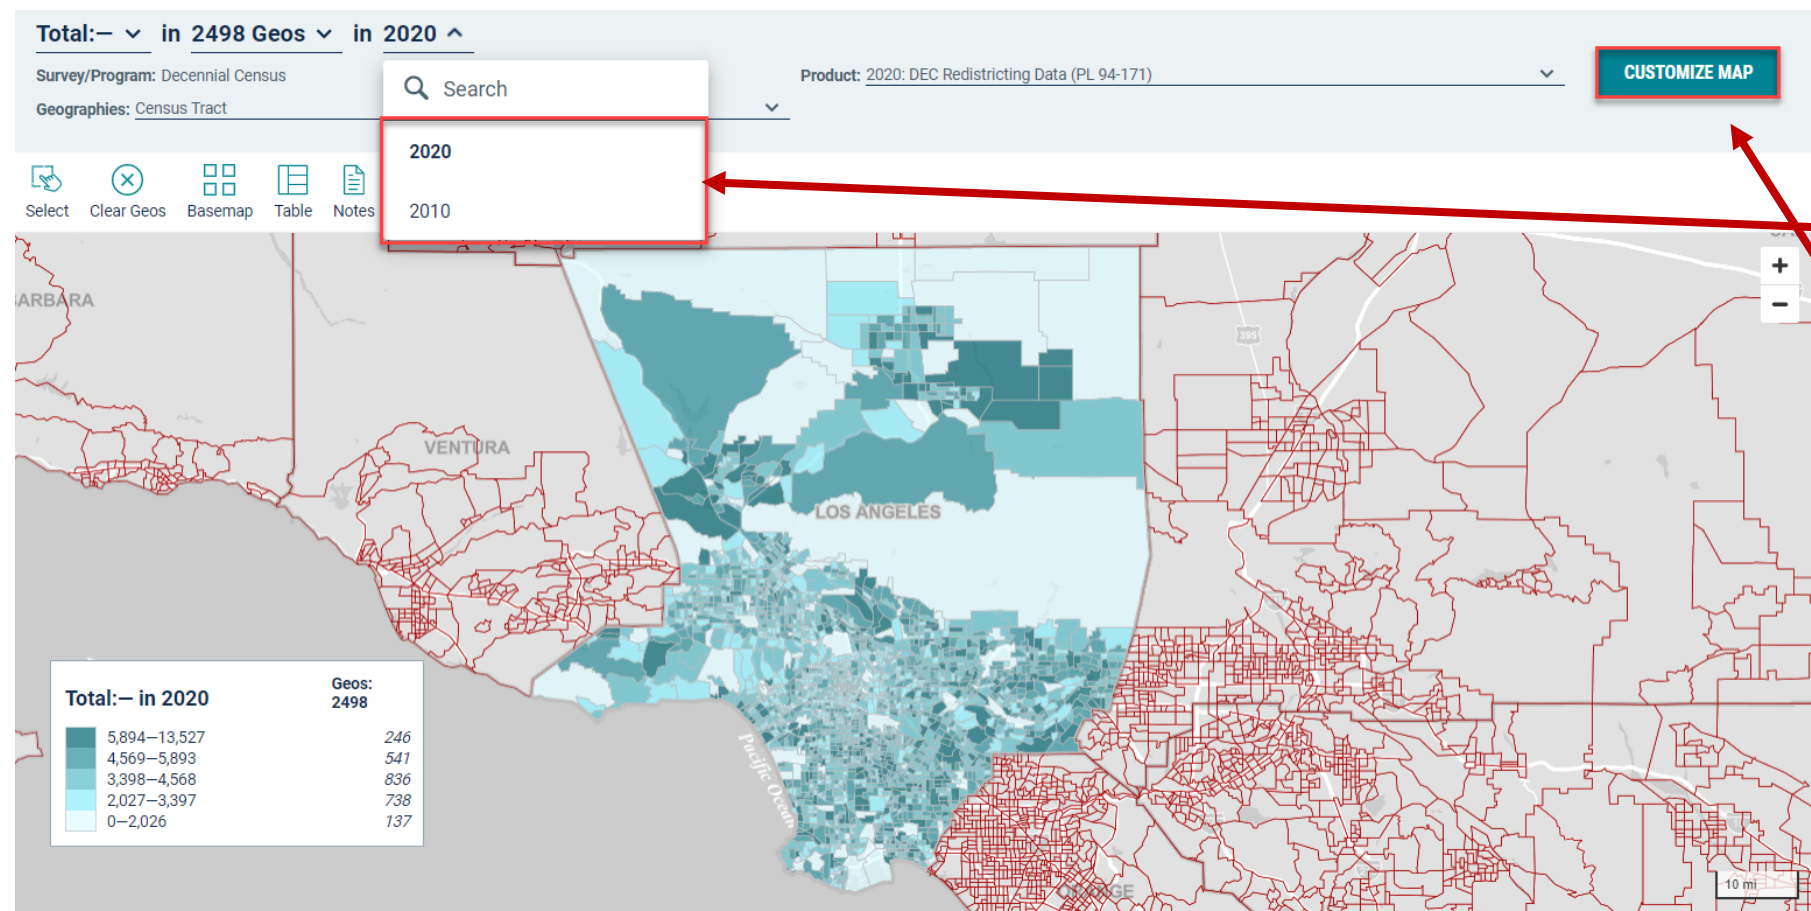 Total:— in 2498 Geos in 2020
Survey/Program: Decennial Census
Product: 2020: DEC Redistricting Data (PL 94-171)
CUSTOMIZE MAP
Geographies: Census Tract
Search
2020
2010
Select
Clear Geos
Basemap
Table
Notes
+
−
ARBARA
395
VENTURA
LOS ANGELES
Pacific Ocean
ORANGE
10 mi
Total:— in 2020
Geos:
2498
5,894—13,527 246
4,569—5,893 541
3,398—4,568 836
2,027—3,397 738
0—2,026 137